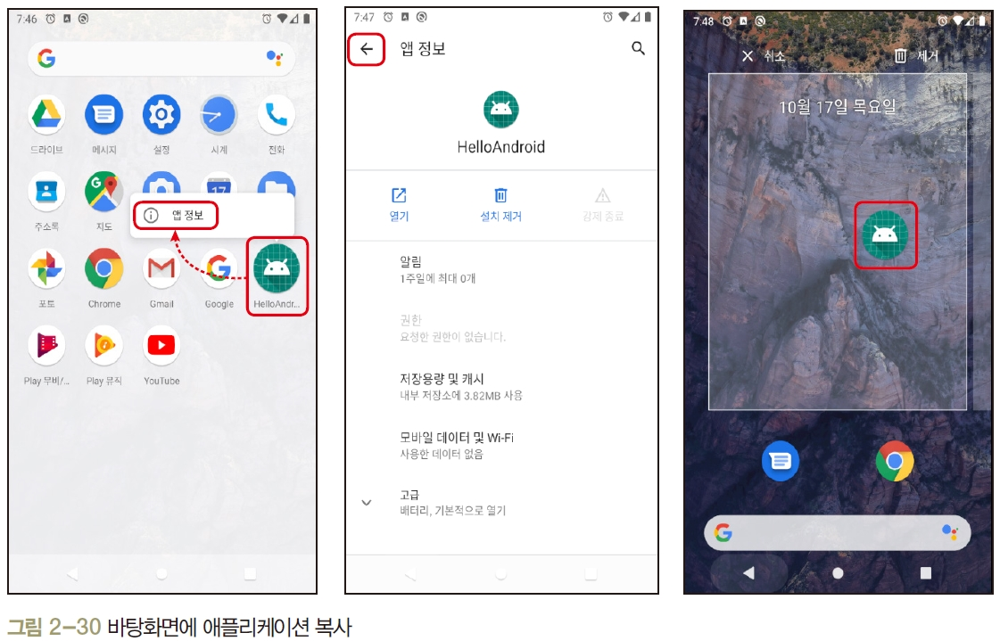 7:46
드라이브
메시지
설정
시계
전화
17
주소록
지도
앱 정보
포토
Chrome
Gmail
Google
HelloAndr...
Play 무비/...
Play 뮤직
YouTube
7:47
앱 정보
HelloAndroid
열기
설치 제거
강제 종료
알림
1주일에 최대 0개
권한
요청한 권한이 없습니다.
저장용량 및 캐시
내부 저장소에 3.82MB 사용
모바일 데이터 및 Wi-Fi
사용한 데이터 없음
고급
배터리, 기본적으로 열기
7:48
취소
제거
10월 17일 목요일
그림 2-30 바탕화면에 애플리케이션 복사